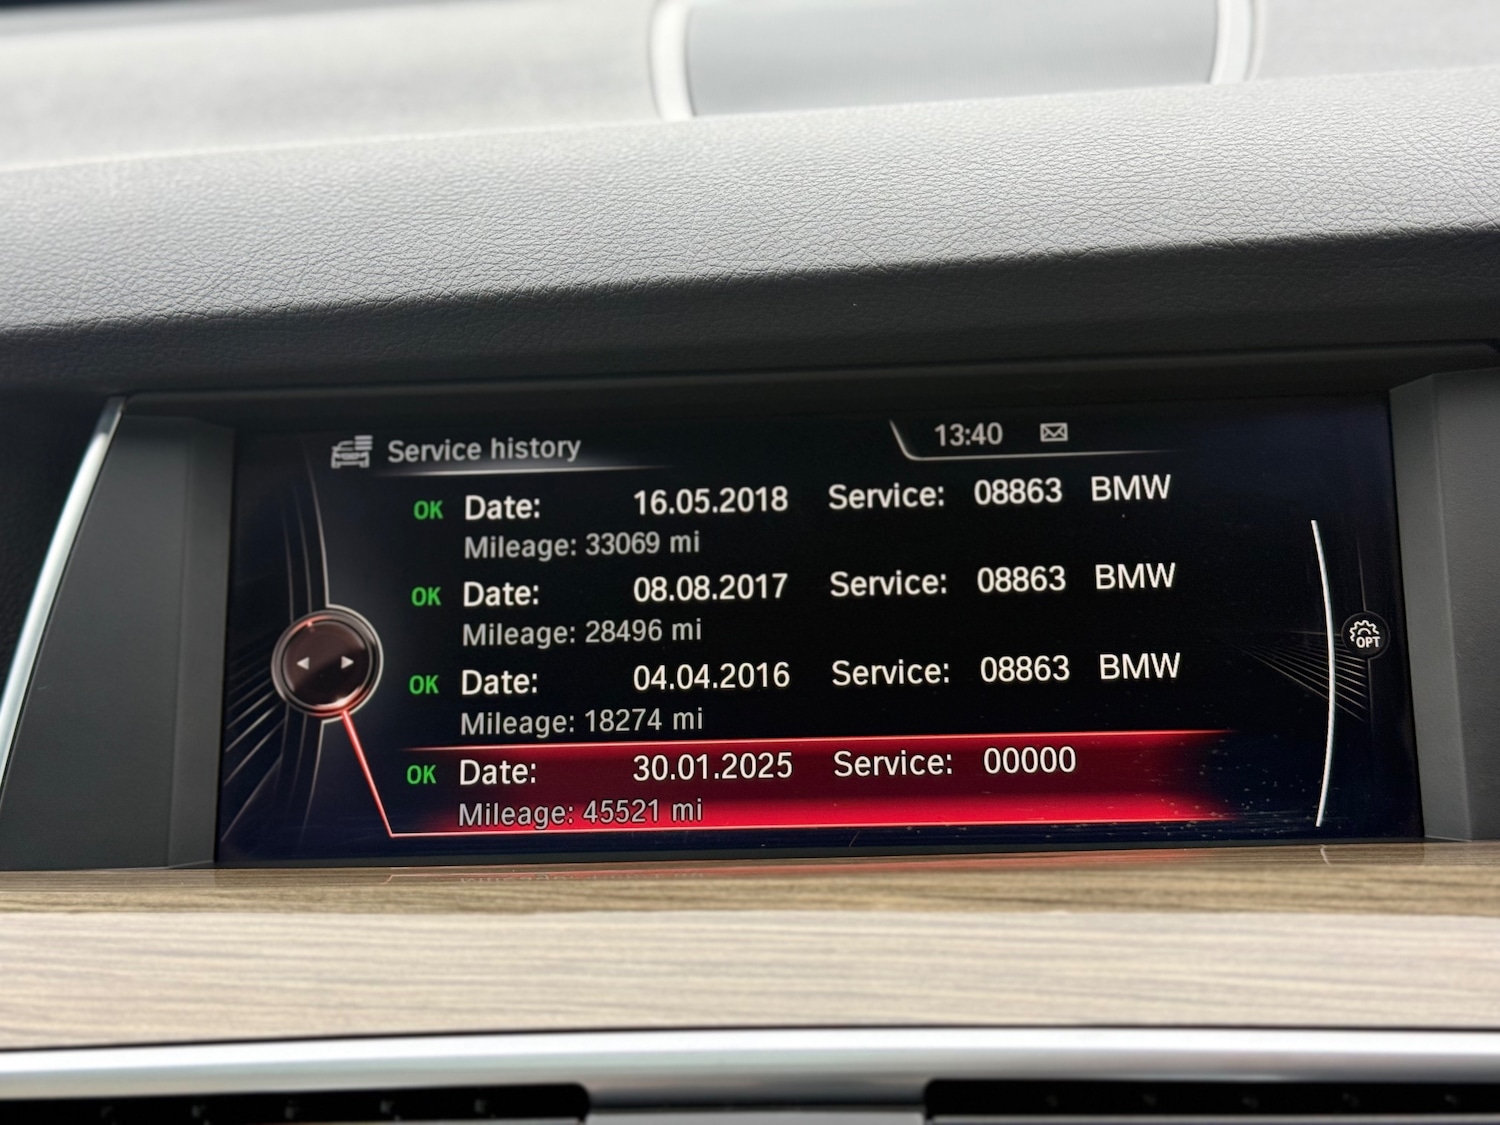 Service history 13:40
OK Date: 16.05.2018 Service: 08863 BMW
Mileage: 33069 mi
OK Date: 08.08.2017 Service: 08863 BMW
Mileage: 28496 mi
OK Date: 04.04.2016 Service: 08863 BMW
Mileage: 18274 mi
OPT
OK Date: 30.01.2025 Service: 00000
Mileage: 45521 mi